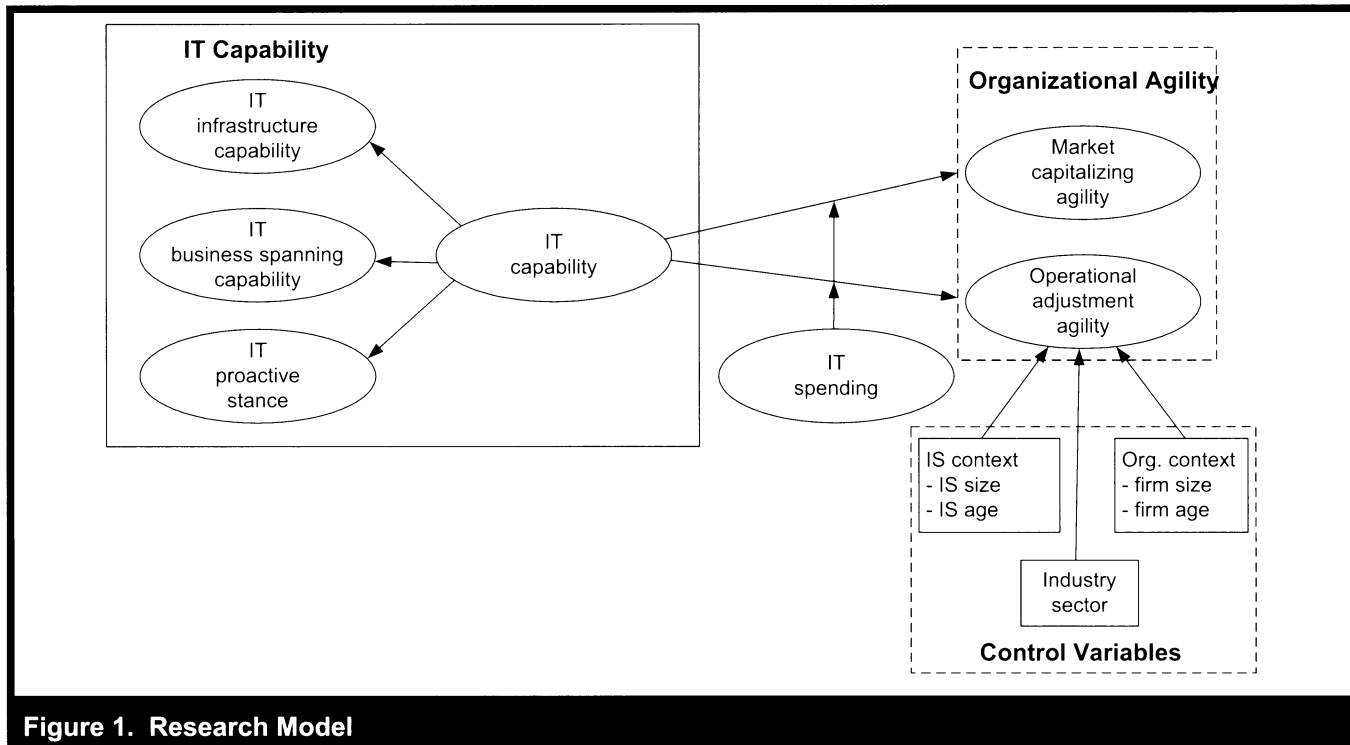 IT Capability
IT
infrastructure
capability
IT
business spanning
capability
IT
proactive
stance
IT
capability
IT
spending
Organizational Agility
Market
capitalizing
agility
Operational
adjustment
agility
IS context
- IS size
- IS age
Org. context
- firm size
- firm age
Industry
sector
Control Variables
Figure 1. Research Model